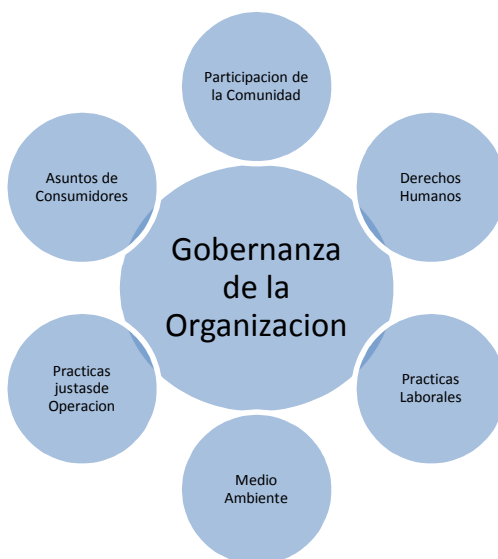 Participacion de
la Comunidad
Asuntos de
Consumidores
Derechos
Humanos
Gobernanza
de la
Organizacion
Practicas
justasde
Operacion
Practicas
Laborales
Medio
Ambiente